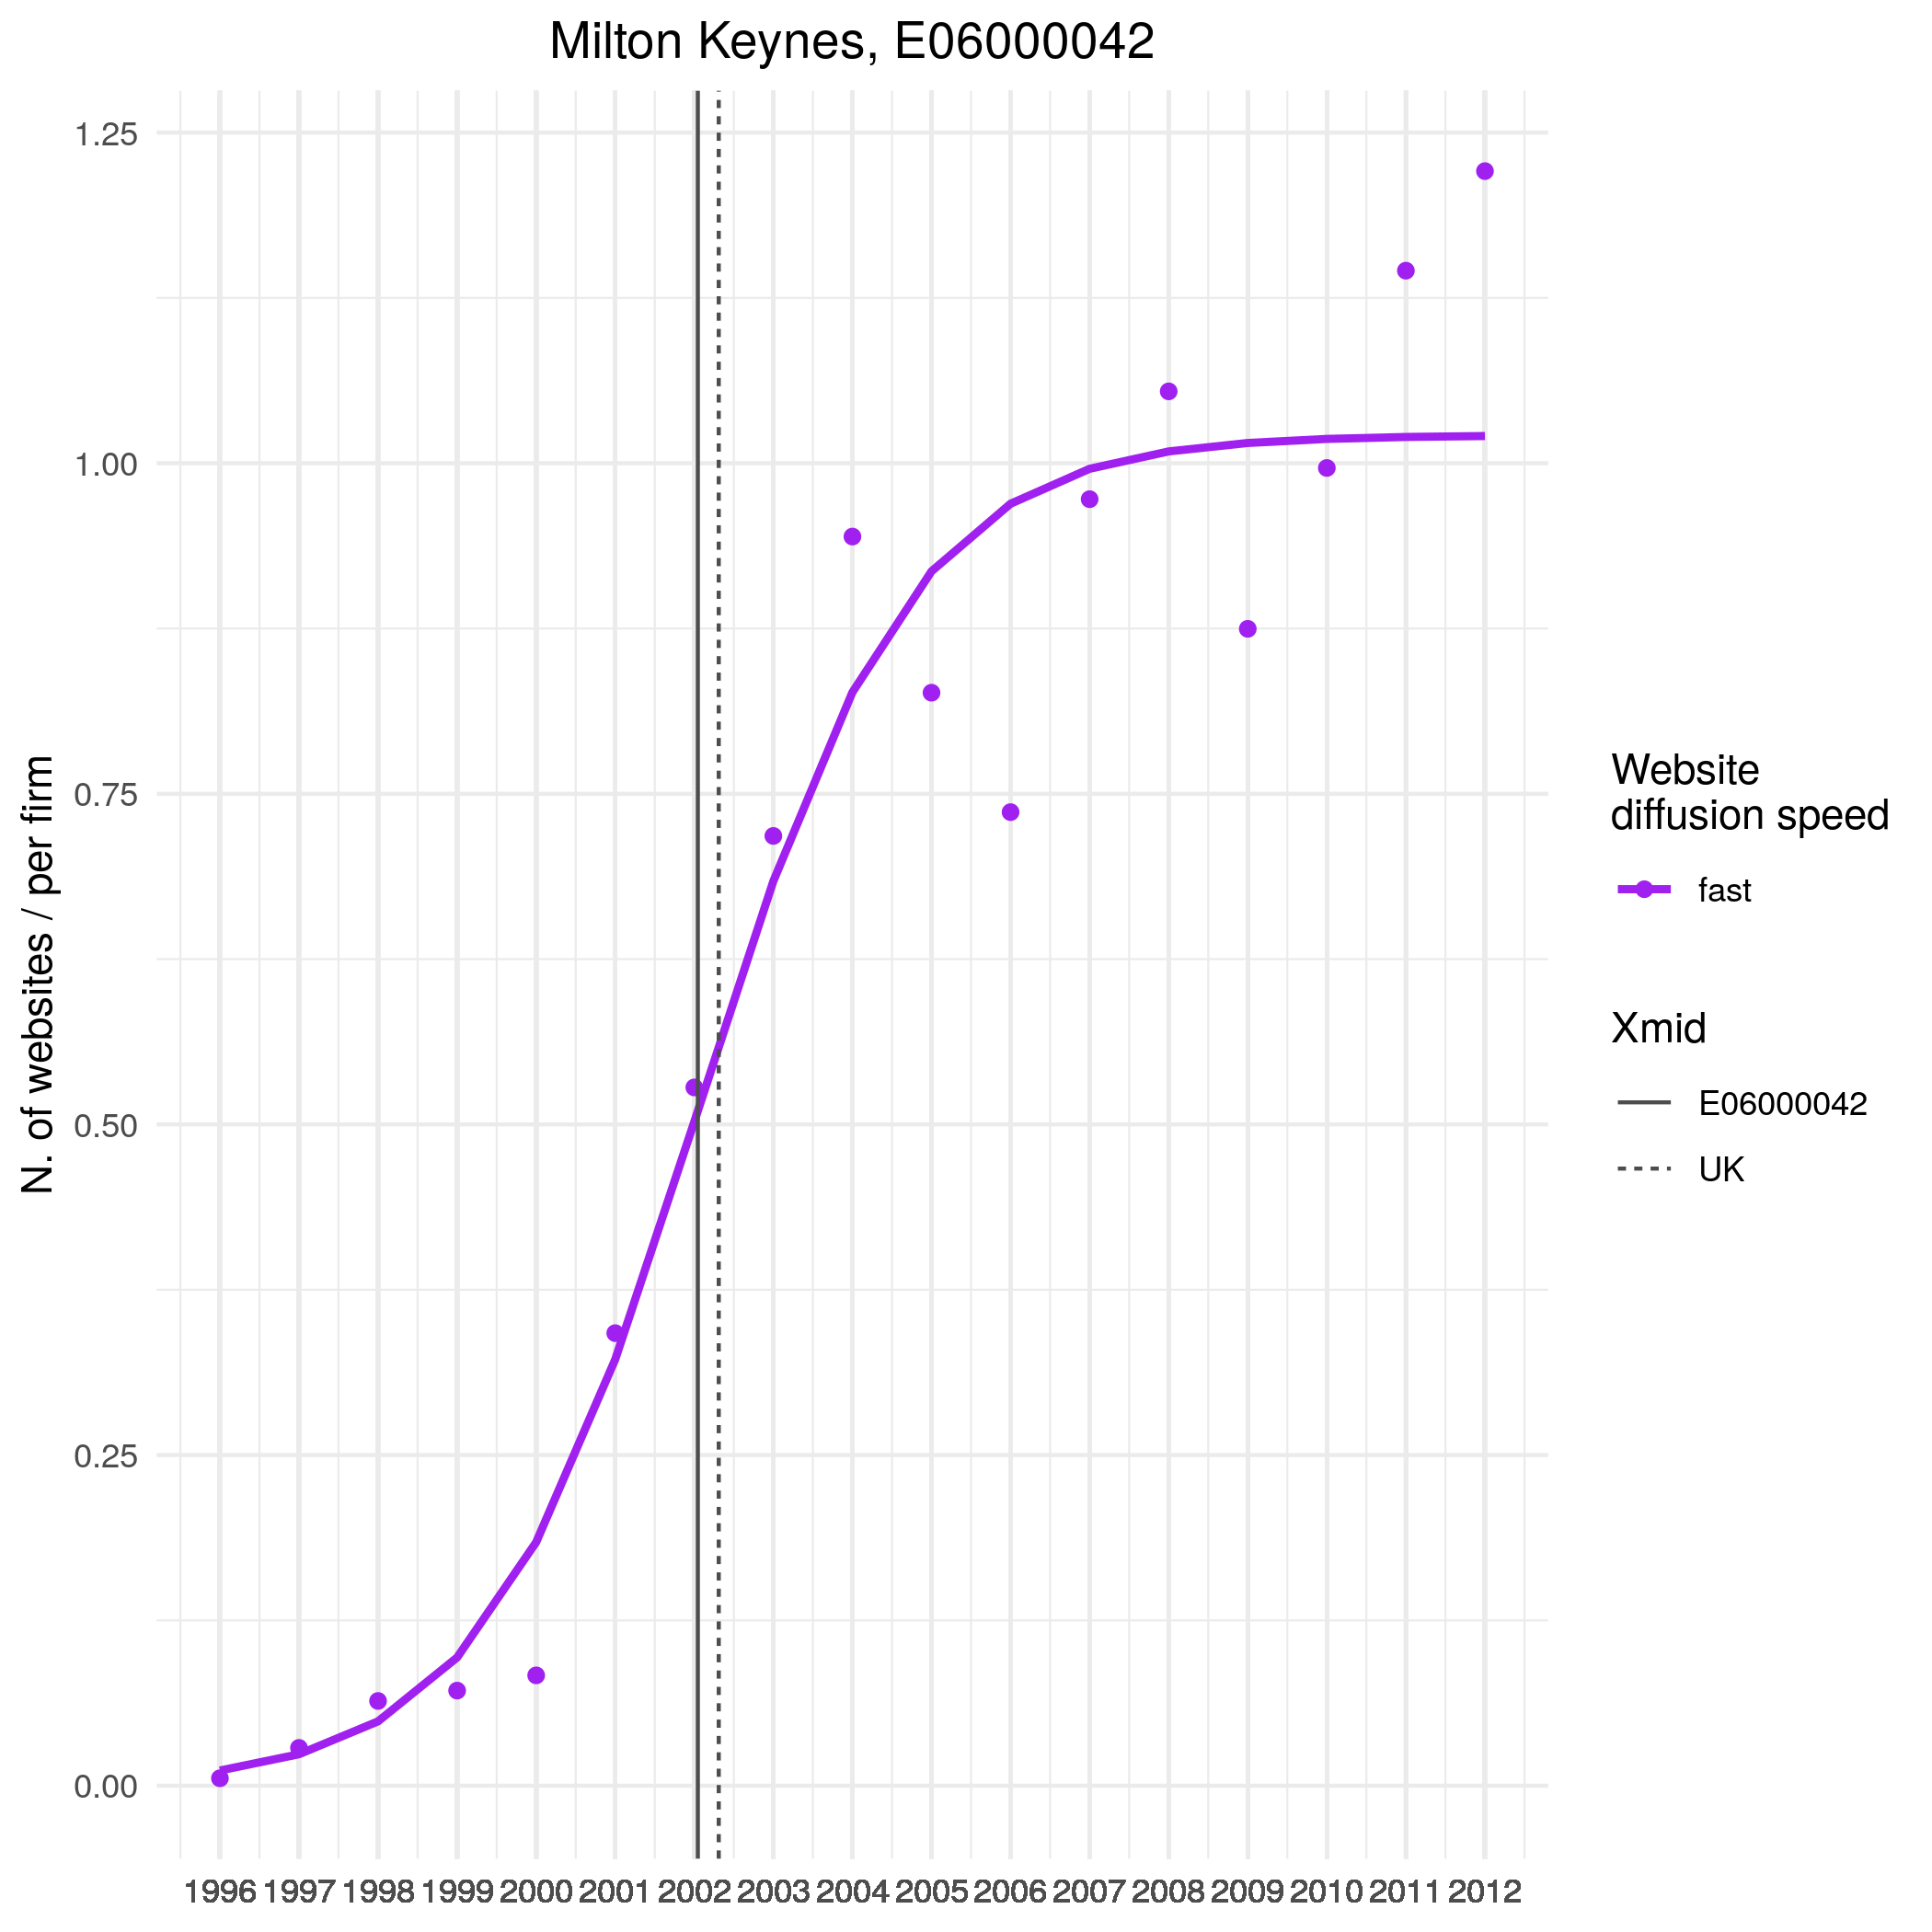 Milton Keynes, E06000042
N. of websites / per firm
1.25
1.00
0.75
0.50
0.25
0.00
1996 1997 1998 1999 2000 2001 2002 2003 2004 2005 2006 2007 2008 2009 2010 2011 2012
Website
diffusion speed
fast
Xmid
E06000042
UK